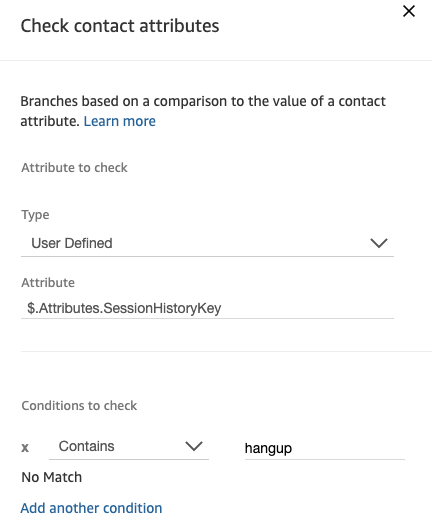 Check contact attributes
Branches based on a comparison to the value of a contact
attribute. Learn more
Attribute to check
Type
User Defined
Attribute
$.Attributes.SessionHistoryKey
Conditions to check
x Contains hangup
No Match
Add another condition